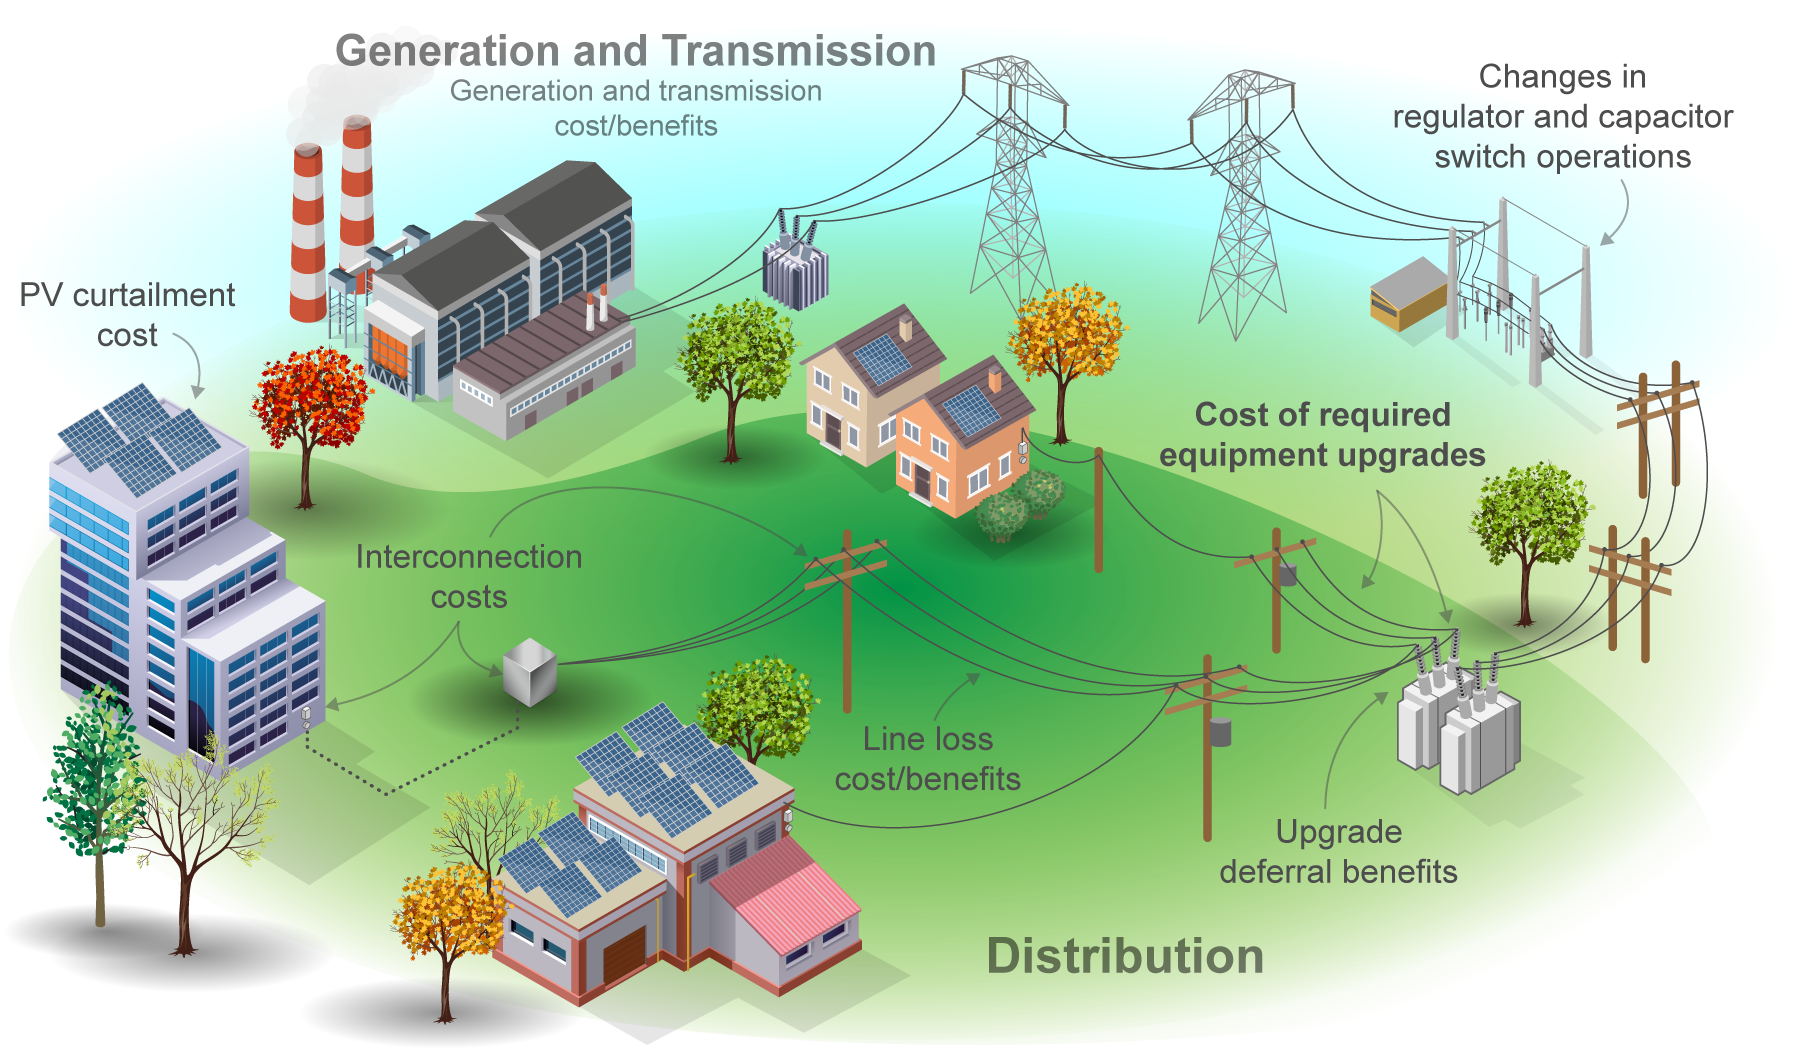 Generation and Transmission
Generation and transmission
cost/benefits
Changes in
regulator and capacitor
switch operations
PV curtailment
cost
Cost of required
equipment upgrades
Interconnection
costs
Line loss
cost/benefits
Upgrade
deferral benefits
Distribution